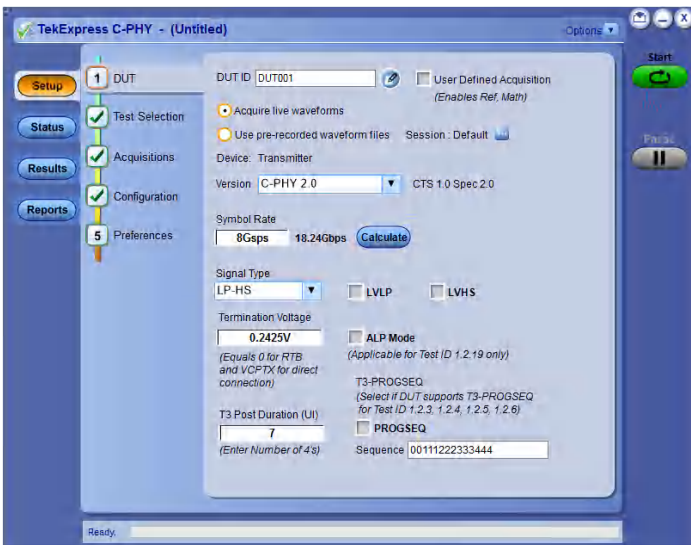 TekExpress C-PHY - (Untitled)
Options
Start
Pause
Setup
Status
Results
Reports
1 DUT
Test Selection
Acquisitions
Configuration
5 Preferences
DUT ID DUT001
User Defined Acquisition
(Enables Ref, Math)
Acquire live waveforms
Use pre-recorded waveform files Session : Default
Device: Transmitter
Version C-PHY 2.0 CTS 1.0 Spec 2.0
Symbol Rate
8Gsps 18.24Gbps Calculate
Signal Type
LP-HS LVLP LVHS
Termination Voltage
0.2425V
(Equals 0 for RTB
and VCPTX for direct
connection)
ALP Mode
(Applicable for Test ID 1.2.19 only)
T3-PROGSEQ
(Select if DUT supports T3-PROGSEQ
for Test ID 1.2.3, 1.2.4, 1.2.5, 1.2.6)
T3 Post Duration (UI)
7
(Enter Number of 4's)
PROGSEQ
Sequence 00111222333444
Ready.